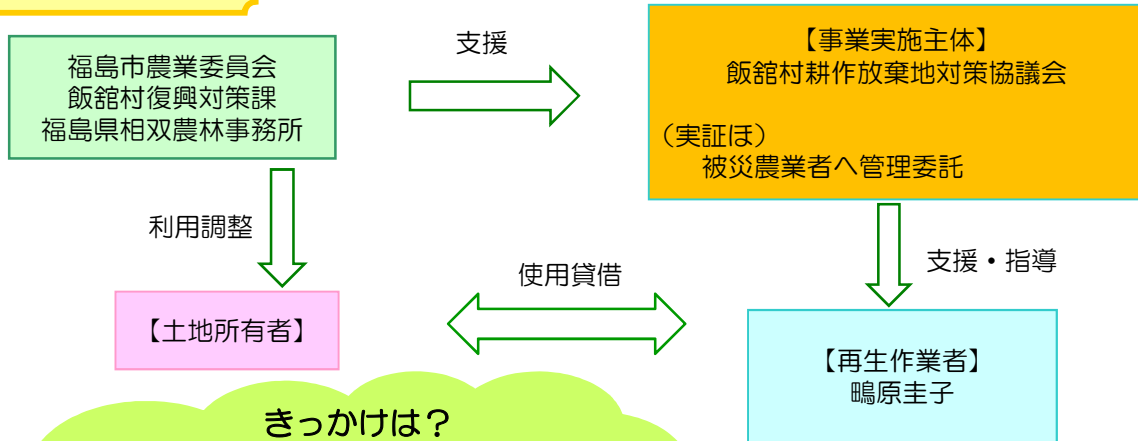 福島市農業委員会
飯舘村復興対策課
福島県相双農林事務所
支援
【事業実施主体】
飯舘村耕作放棄地対策協議会
（実証ほ）
被災農業者へ管理委託
利用調整
支援・指導
使用貸借
【土地所有者】
【再生作業者】
鴫原圭子
きっかけは？